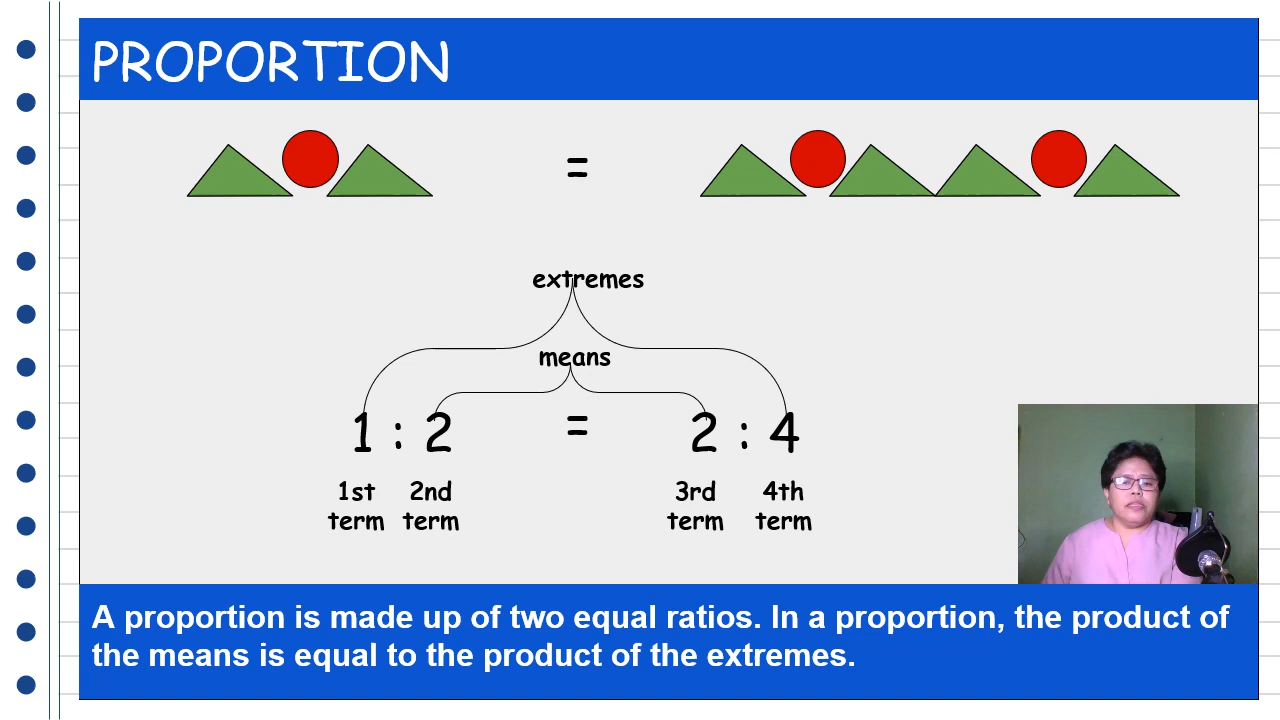 PROPORTION
=
extremes
means
1 : 2 = 2 : 4
1st term 2nd term 3rd term 4th term
A proportion is made up of two equal ratios. In a proportion, the product of
the means is equal to the product of the extremes.